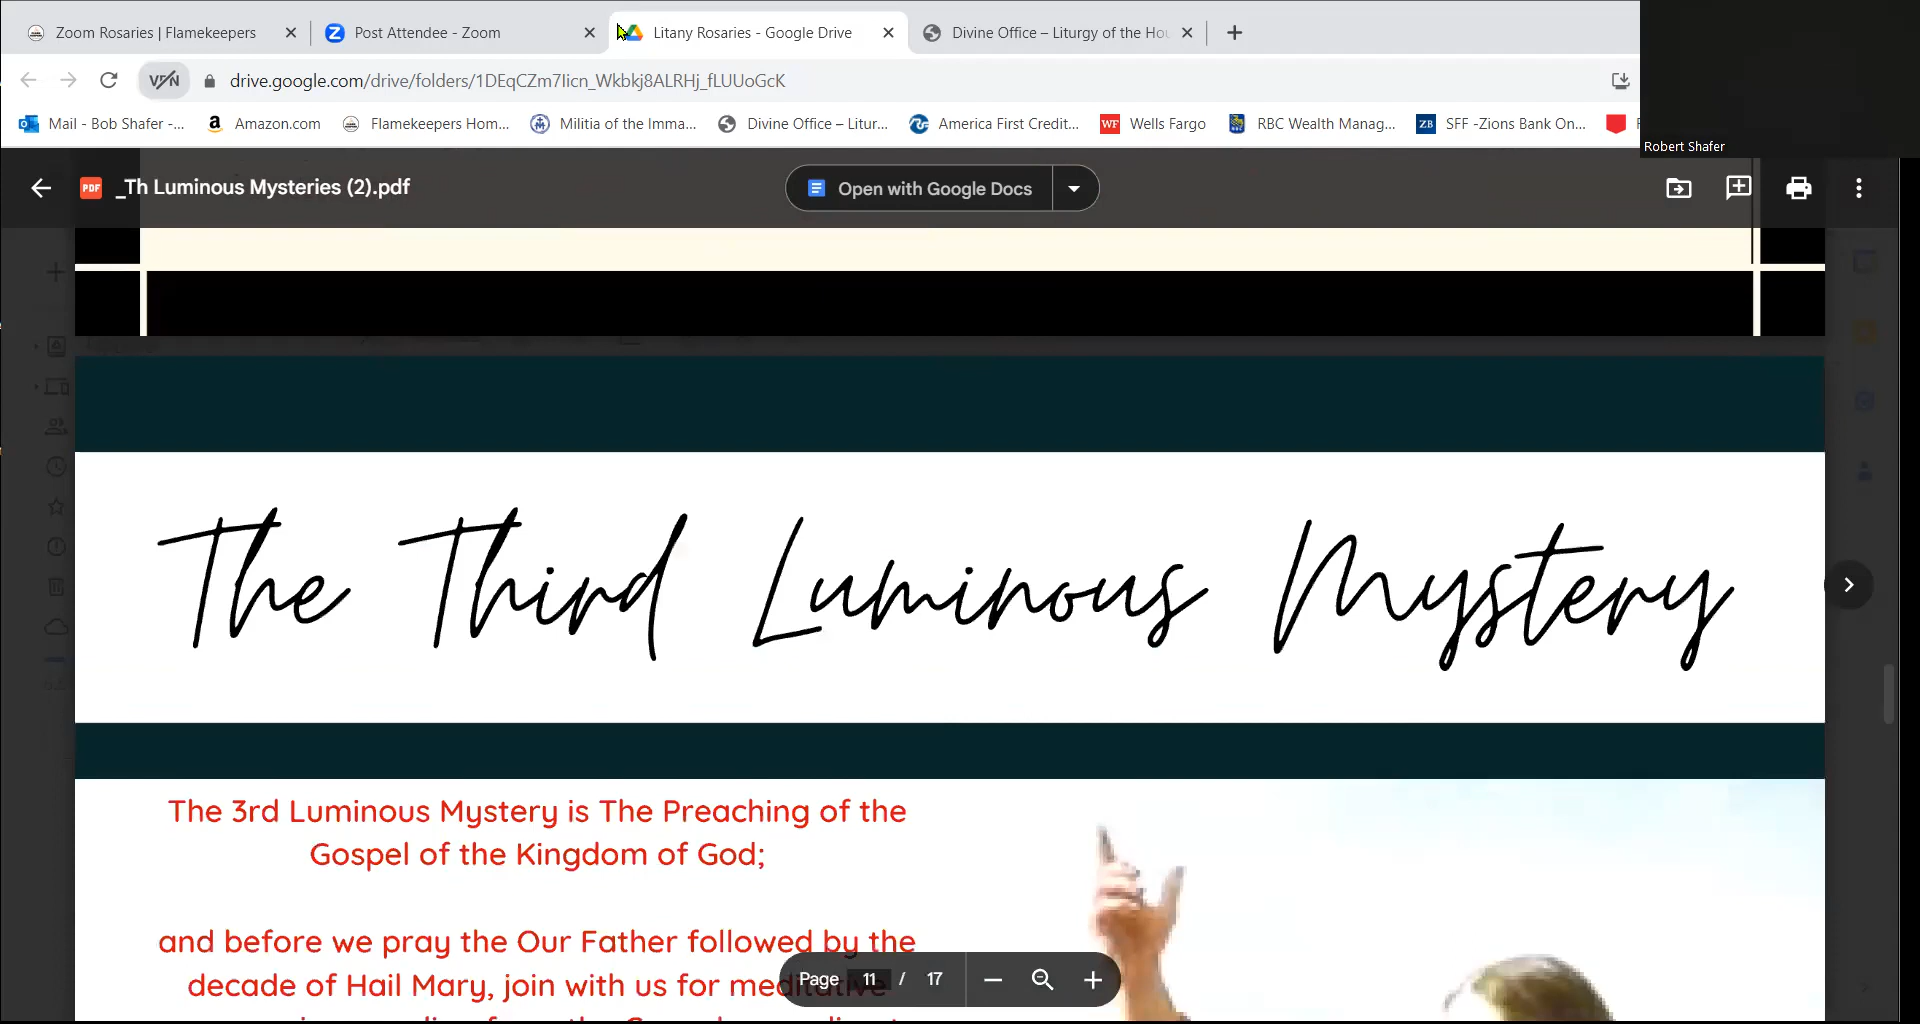 Zoom Rosaries | Flamekeepers
Post Attendee - Zoom
Litany Rosaries - Google Drive
Divine Office – Liturgy of the Hou
drive.google.com/drive/folders/1DEqCZm7Iicn_Wkbkj8ALRHj_fLUUoGcK
Mail - Bob Shafer -...
Amazon.com
Flamekeepers Hom...
Militia of the Imma...
Divine Office – Litur...
America First Credit...
WF Wells Fargo
RBC Wealth Manag...
ZB SFF -Zions Bank On...
Robert Shafer
PDF _Th Luminous Mysteries (2).pdf
Open with Google Docs
The Third Luminous Mystery
The 3rd Luminous Mystery is The Preaching of the
Gospel of the Kingdom of God;
and before we pray the Our Father followed by the
decade of Hail Mary, join with us for meditative
Page 11 / 17